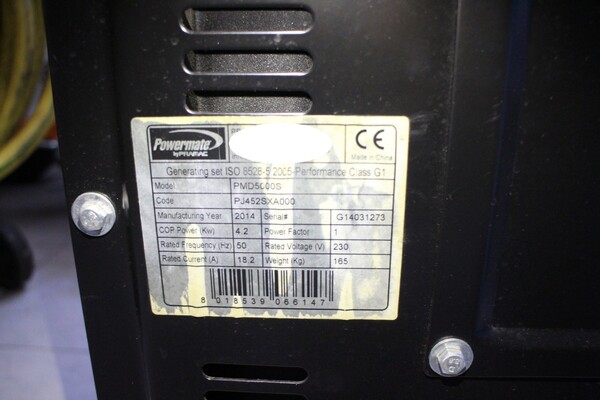 Powermate
by PRAMAC
CE
Made in China
Generating set ISO 8528-5:2005-Performance Class G1
Model PMD5000S
Code PJ452SXA000
Manufacturing Year 2014 Serial# G14031273
COP Power (Kw) 4.2 Power Factor 1
Rated Frequency (Hz) 50 Rated Voltage (V) 230
Rated Current (A) 18.2 Weight (Kg) 165
8 018539 066147